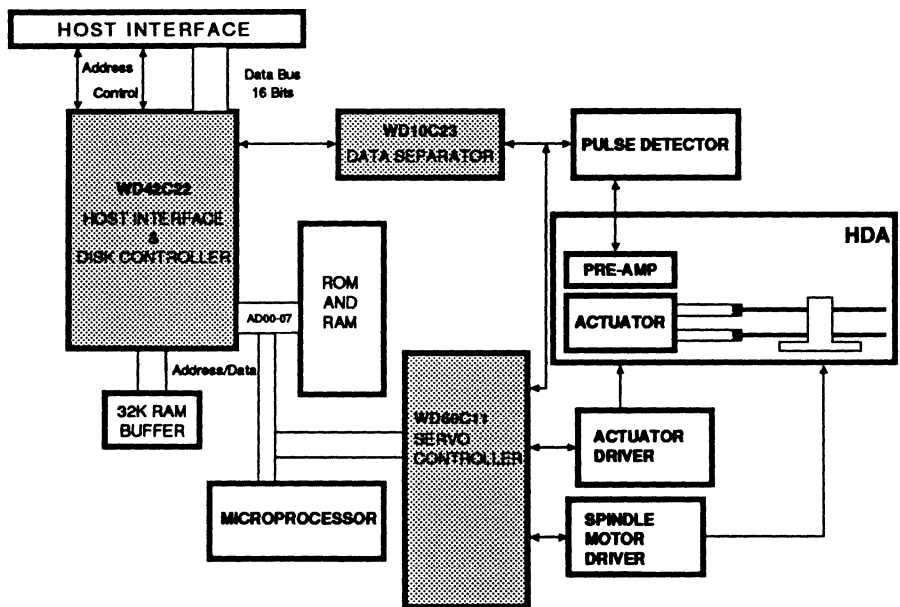 HOST INTERFACE
Address
Control
Data Bus
16 Bits
WD42C22
HOST INTERFACE
&
DISK CONTROLLER
WD10C23
DATA SEPARATOR
PULSE DETECTOR
HDA
PRE-AMP
ACTUATOR
ROM
AND
RAM
AD00-07
Address/Data
32K RAM
BUFFER
WD60C11
SERVO
CONTROLLER
MICROPROCESSOR
ACTUATOR
DRIVER
SPINDLE
MOTOR
DRIVER